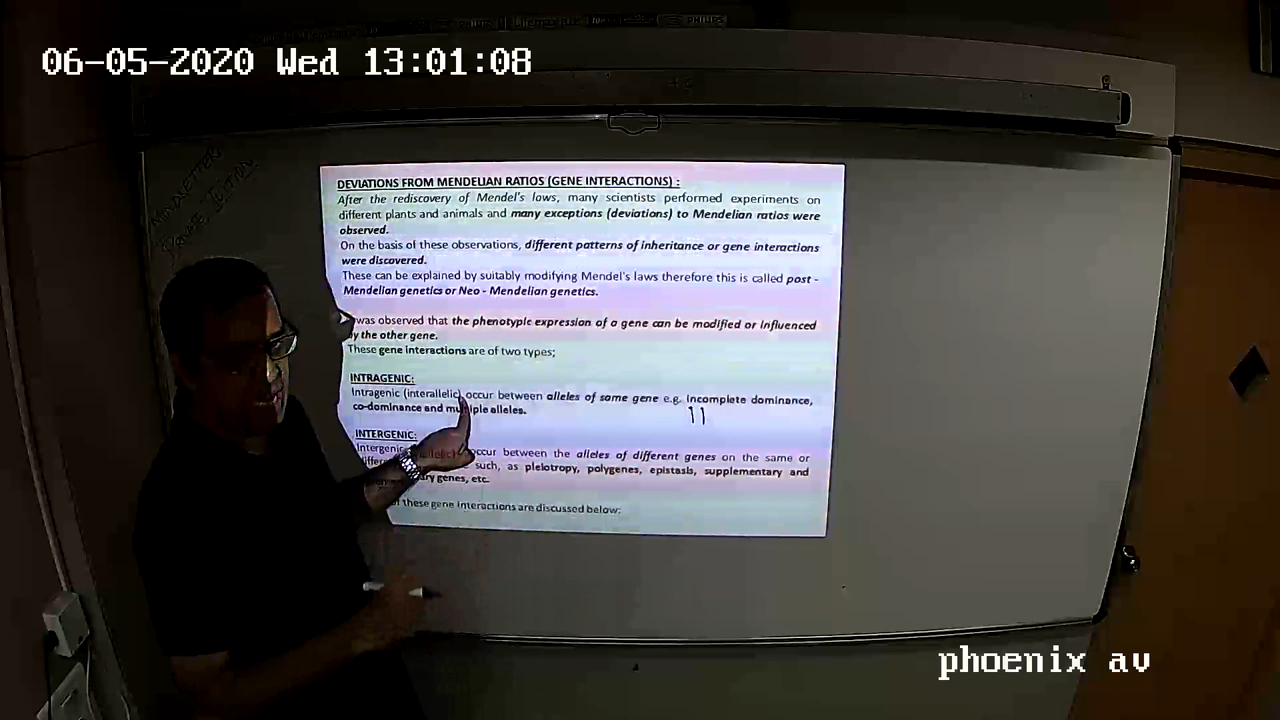 06-05-2020 Wed 13:01:08
DEVIATIONS FROM MENDELIAN RATIOS (GENE INTERACTIONS) :
After the rediscovery of Mendel's laws, many scientists performed experiments on
different plants and animals and many exceptions (deviations) to Mendelian ratios were
observed.
On the basis of these observations, different patterns of inheritance or gene interactions
were discovered.
These can be explained by suitably modifying Mendel's laws therefore this is called post -
Mendelian genetics or Neo - Mendelian genetics.
was observed that the phenotypic expression of a gene can be modified or influenced
by the other gene.
These gene interactions are of two types;
INTRAGENIC:
Intragenic (interallelic) occur between alleles of same gene e.g. Incomplete dominance,
co-dominance and multiple alleles.
INTERGENIC:
Intergenic occur between the alleles of different genes on the same or
such, as pleiotropy, polygenes, epistasis, supplementary and
genes, etc.
of these gene interactions are discussed below:
phoenix av